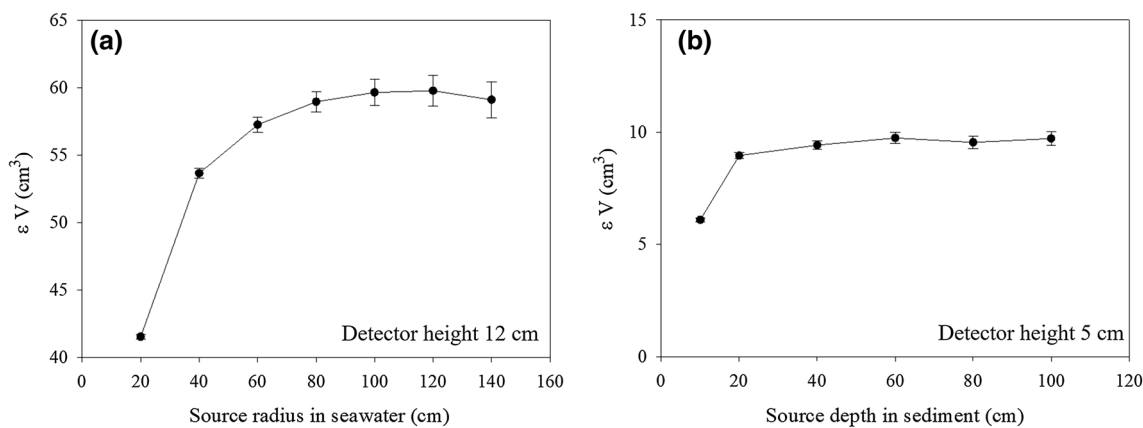 (a)
65
60
55
50
45
40
ε V (cm³)
0 20 40 60 80 100 120 140 160
Source radius in seawater (cm)
Detector height 12 cm
(b)
15
10
5
0
ε V (cm³)
0 20 40 60 80 100 120
Source depth in sediment (cm)
Detector height 5 cm